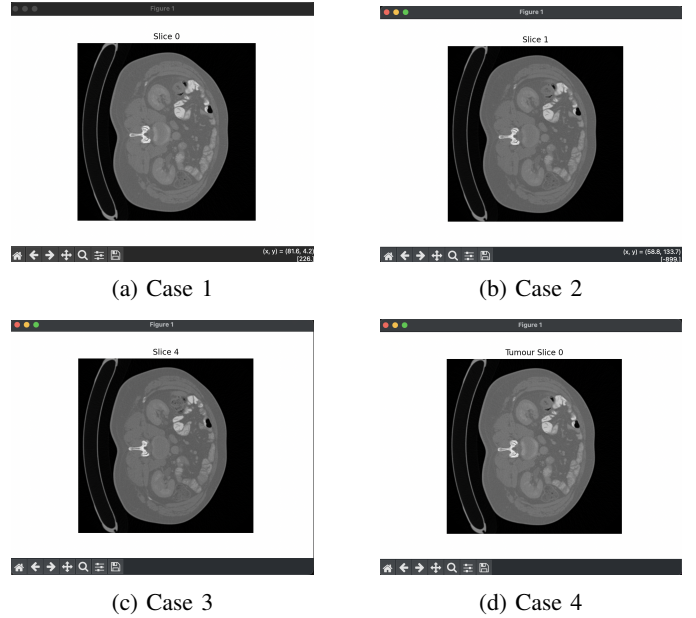 Figure 1
Slice 0
(x, y) = (81.6, 4.2)
[226.]
(a) Case 1
Figure 1
Slice 1
(x, y) = (58.8, 133.7)
[-899.]
(b) Case 2
Figure 1
Slice 4
(c) Case 3
Figure 1
Tumour Slice 0
(d) Case 4